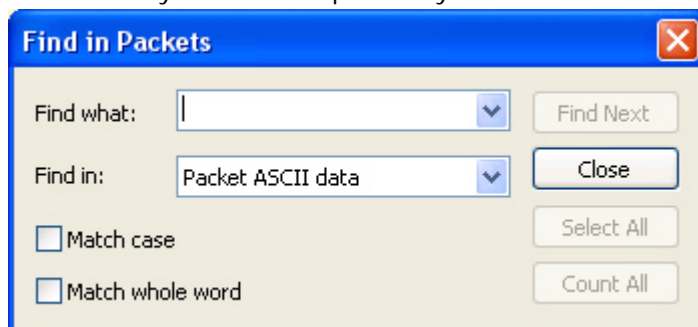 Find in Packets
Find what:
Find Next
Find in:
Packet ASCII data
Close
Match case
Select All
Match whole word
Count All